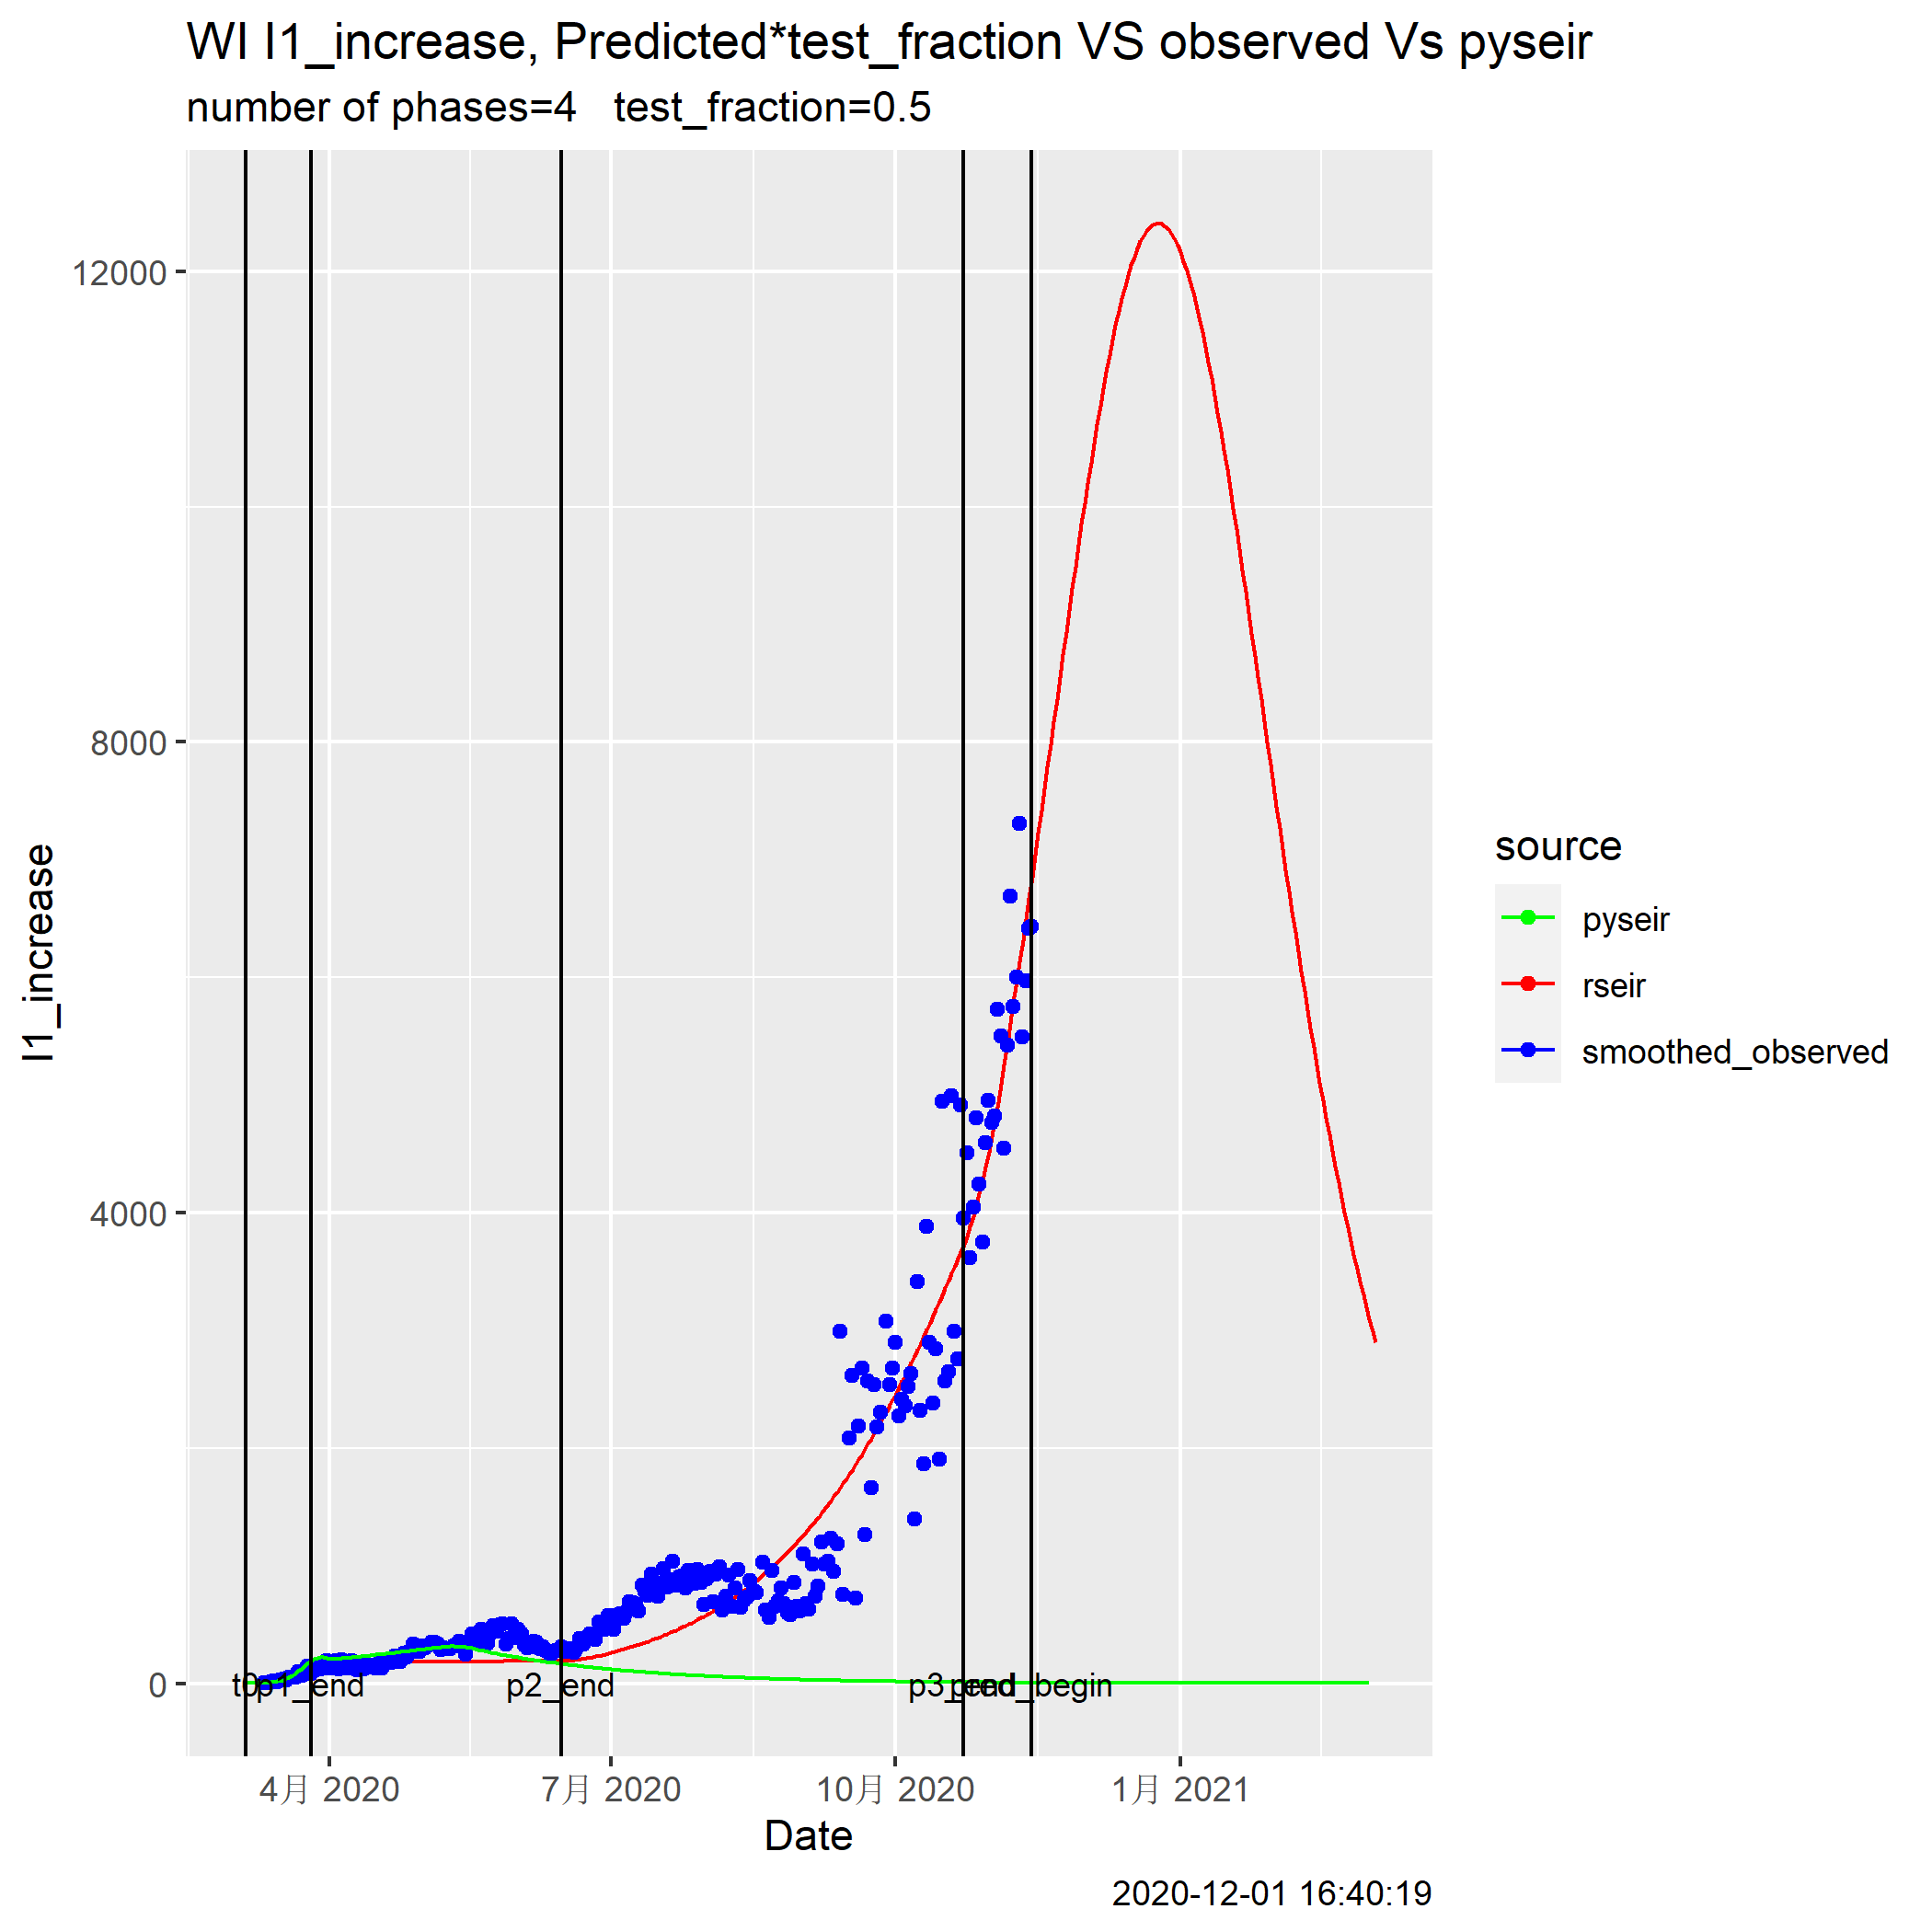 WI I1_increase, Predicted*test_fraction VS observed Vs pyseir
number of phases=4 test_fraction=0.5
12000
8000
4000
0
I1_increase
t0
p1_end
p2_end
p3_end
pred_begin
4月 2020
7月 2020
10月 2020
1月 2021
Date
source
pyseir
rseir
smoothed_observed
2020-12-01 16:40:19